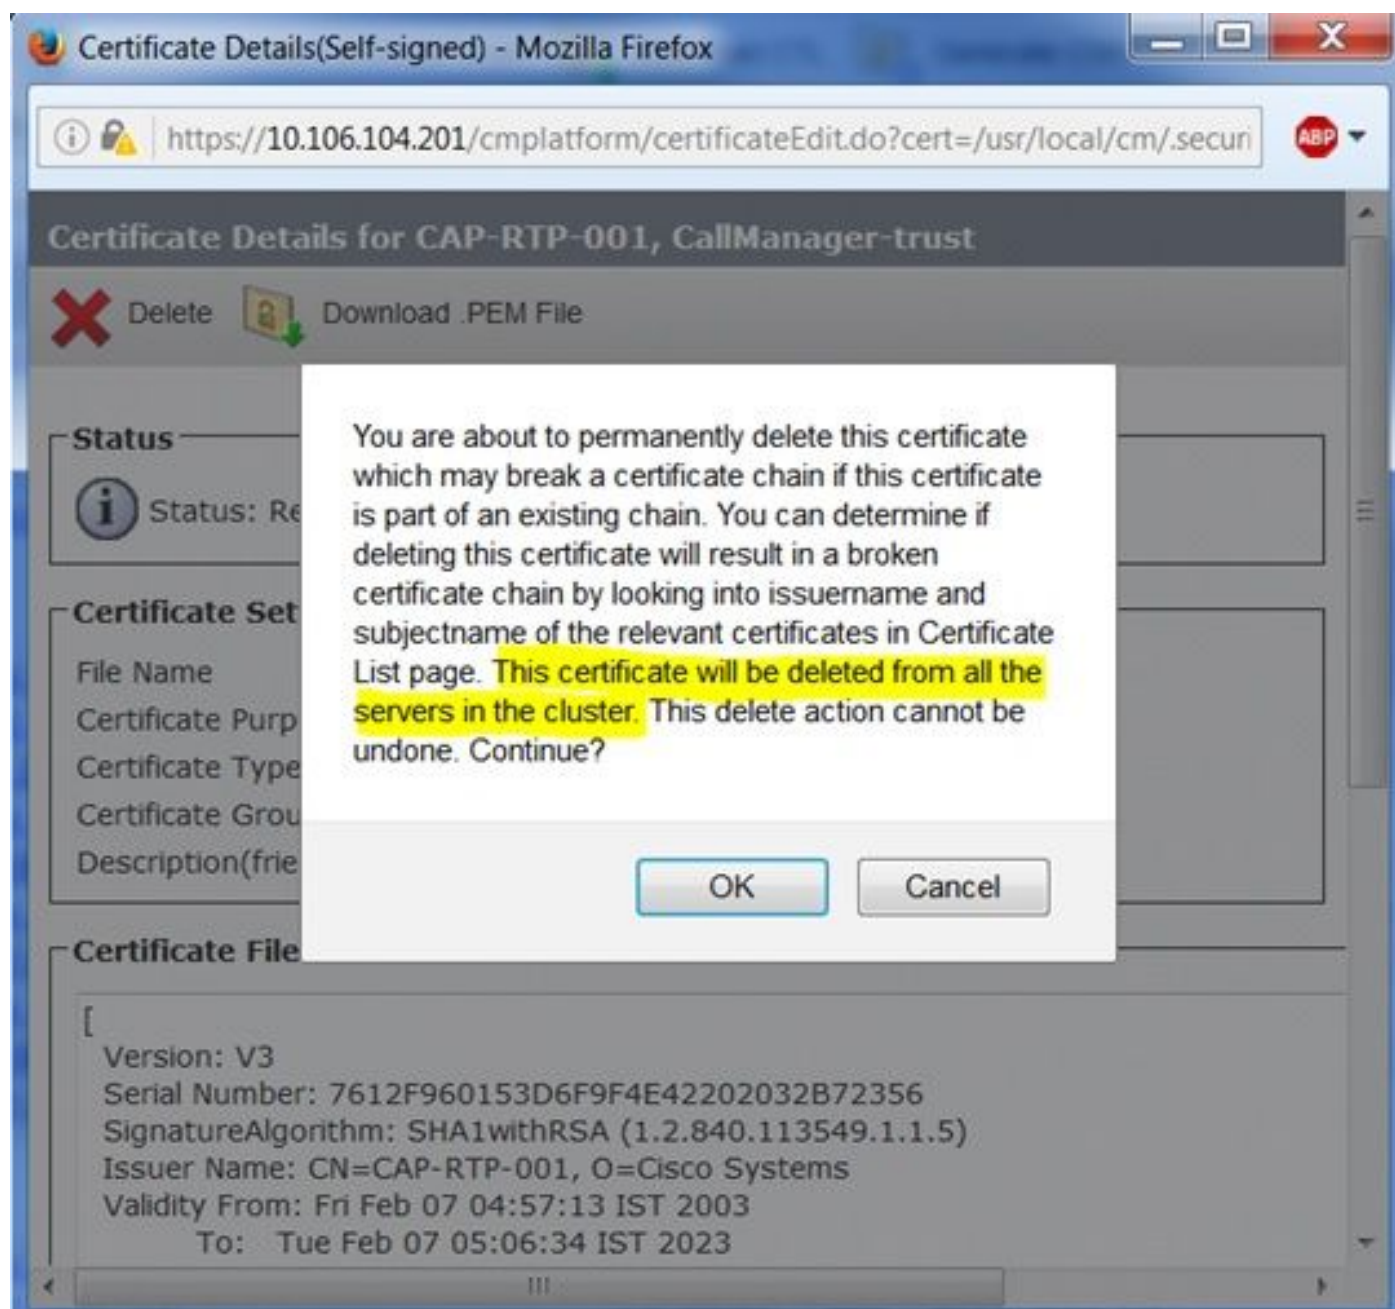 Certificate Details(Self-signed) - Mozilla Firefox
https://10.106.104.201/cmplatform/certificateEdit.do?cert=/usr/local/cm/.securi
ABP
Certificate Details for CAP-RTP-001, CallManager-trust
Delete
Download .PEM File
Status
Status: Re
You are about to permanently delete this certificate
which may break a certificate chain if this certificate
is part of an existing chain. You can determine if
deleting this certificate will result in a broken
certificate chain by looking into issuername and
subjectname of the relevant certificates in Certificate
List page. This certificate will be deleted from all the
servers in the cluster. This delete action cannot be
undone. Continue?
OK
Cancel
Certificate Set
File Name
Certificate Purp
Certificate Type
Certificate Grou
Description(frie
Certificate File
[
Version: V3
Serial Number: 7612F960153D6F9F4E42202032B72356
SignatureAlgorithm: SHA1withRSA (1.2.840.113549.1.1.5)
Issuer Name: CN=CAP-RTP-001, O=Cisco Systems
Validity From: Fri Feb 07 04:57:13 IST 2003
To: Tue Feb 07 05:06:34 IST 2023